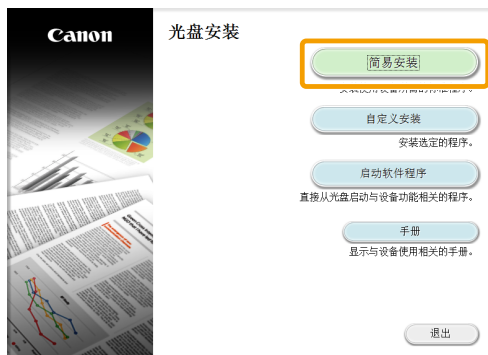 Canon
光盘安装
简易安装
自定义安装
安装选定的程序。
启动软件程序
直接从光盘启动与设备功能相关的程序。
手册
显示与设备使用相关的手册。
退出